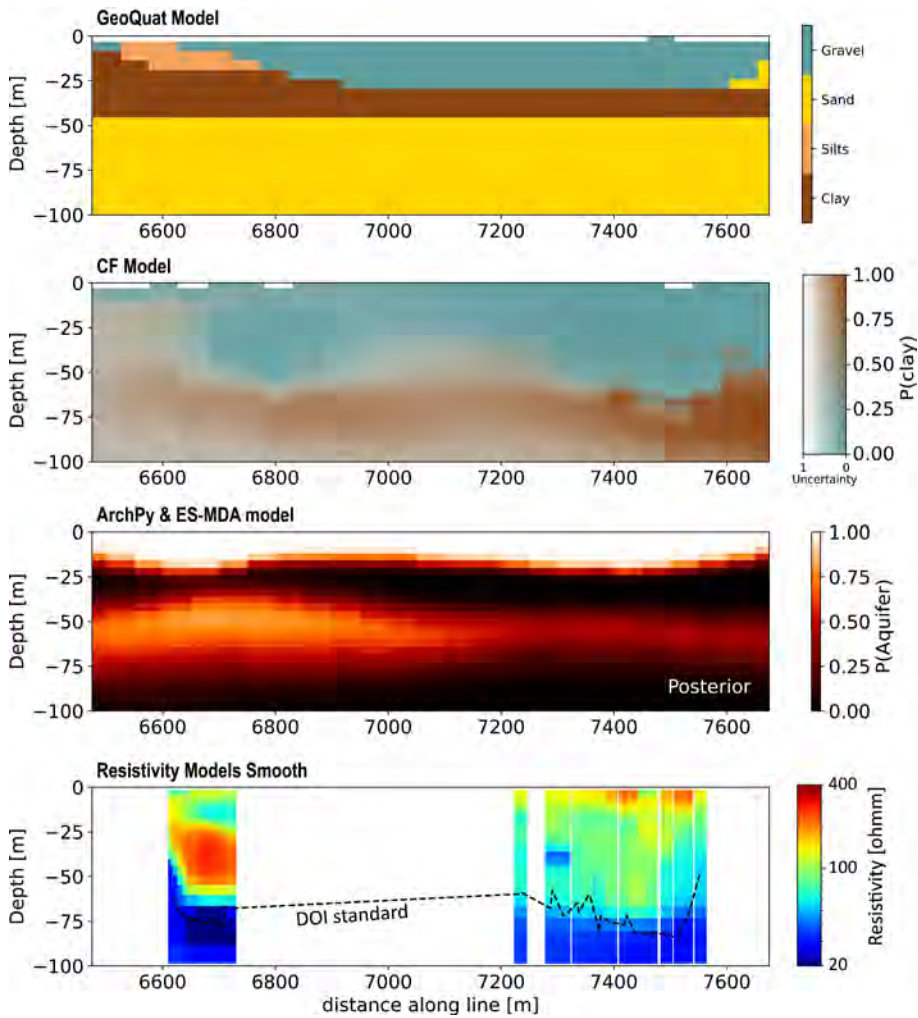 GeoQuat Model
0
−25
−50
−75
−100
Depth [m]
6600 6800 7000 7200 7400 7600
Gravel
Sand
Silts
Clay
CF Model
0
−25
−50
−75
−100
Depth [m]
6600 6800 7000 7200 7400 7600
1.00
0.75
0.50
0.25
0.00
P(clay)
1 0
Uncertainty
ArchPy & ES-MDA model
0
−25
−50
−75
−100
Depth [m]
Posterior
6600 6800 7000 7200 7400 7600
1.00
0.75
0.50
0.25
0.00
P(Aquifer)
Resistivity Models Smooth
0
−25
−50
−75
−100
Depth [m]
DOI standard
6600 6800 7000 7200 7400 7600
distance along line [m]
400
100
20
Resistivity [ohmm]